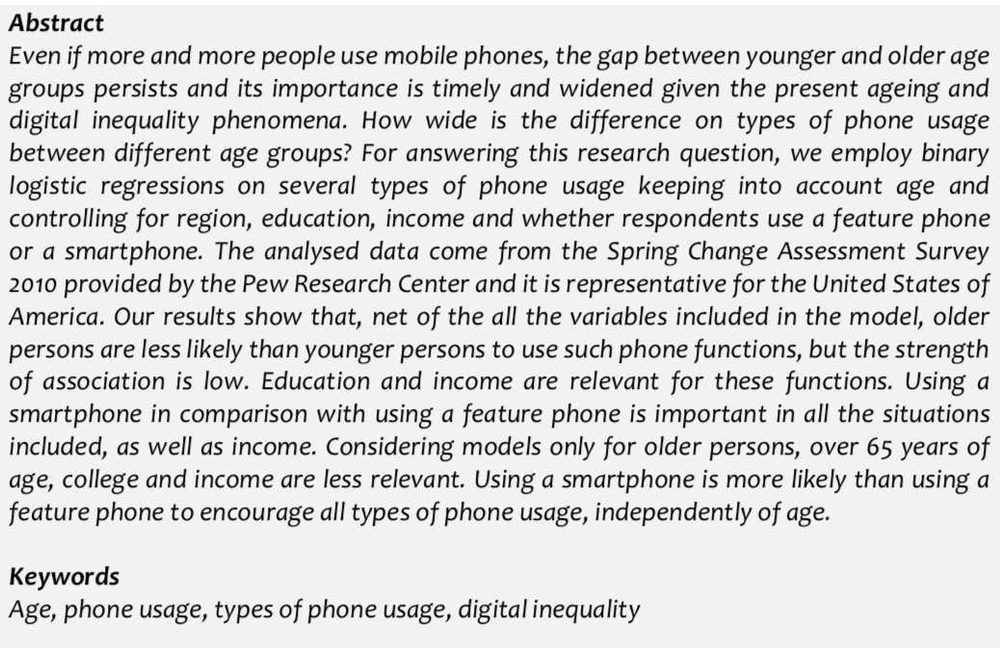 Abstract
Even if more and more people use mobile phones, the gap between younger and older age
groups persists and its importance is timely and widened given the present ageing and
digital inequality phenomena. How wide is the difference on types of phone usage
between different age groups? For answering this research question, we employ binary
logistic regressions on several types of phone usage keeping into account age and
controlling for region, education, income and whether respondents use a feature phone
or a smartphone. The analysed data come from the Spring Change Assessment Survey
2010 provided by the Pew Research Center and it is representative for the United States of
America. Our results show that, net of the all the variables included in the model, older
persons are less likely than younger persons to use such phone functions, but the strength
of association is low. Education and income are relevant for these functions. Using a
smartphone in comparison with using a feature phone is important in all the situations
included, as well as income. Considering models only for older persons, over 65 years of
age, college and income are less relevant. Using a smartphone is more likely than using a
feature phone to encourage all types of phone usage, independently of age.
Keywords
Age, phone usage, types of phone usage, digital inequality